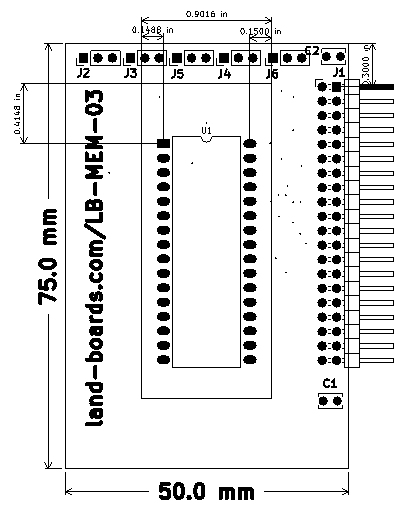 0.9016 in
0.1488 in
0.1500 in
C2
0.3000 in
J2
J3
J5
J4
J6
J1
0.4148 in
U1
land-boards.com/LB-MEM-03
75.0 mm
C1
50.0 mm